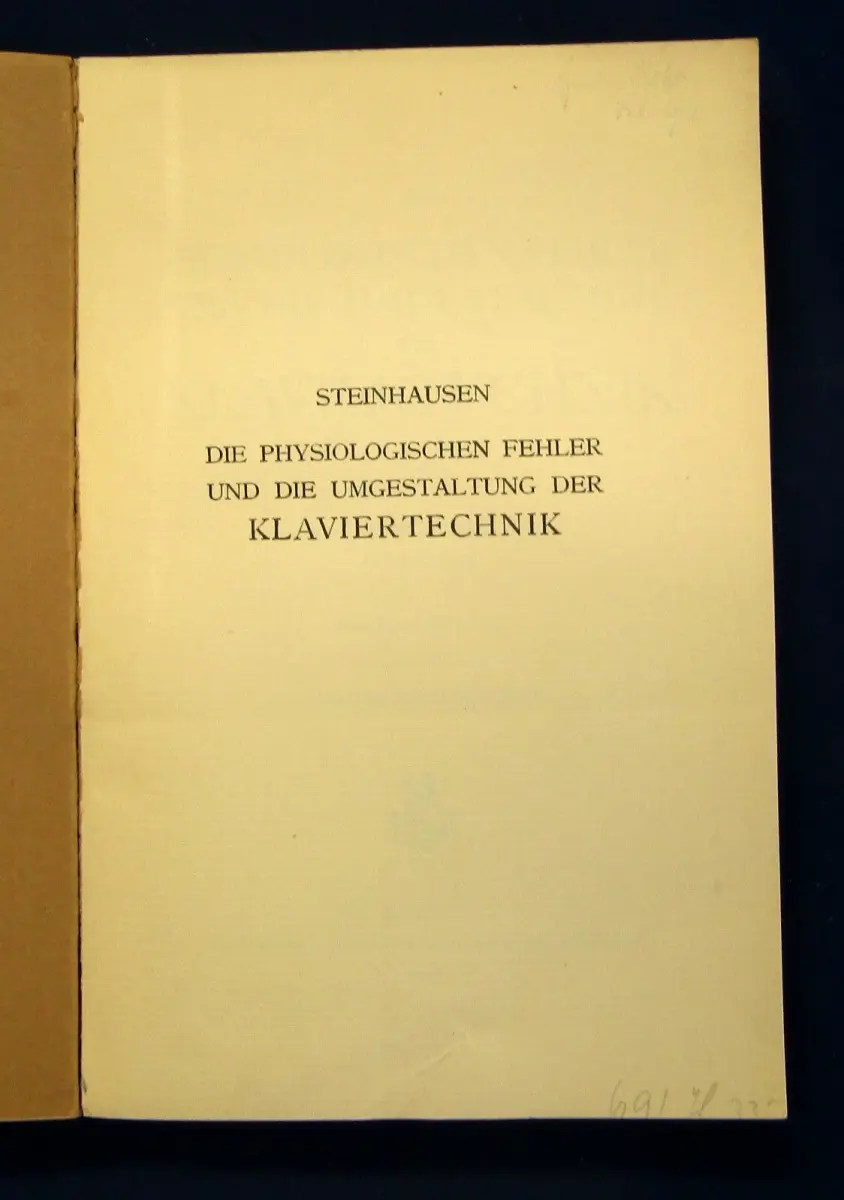 STEINHAUSEN
DIE PHYSIOLOGISCHEN FEHLER
UND DIE UMGESTALTUNG DER
KLAVIERTECHNIK